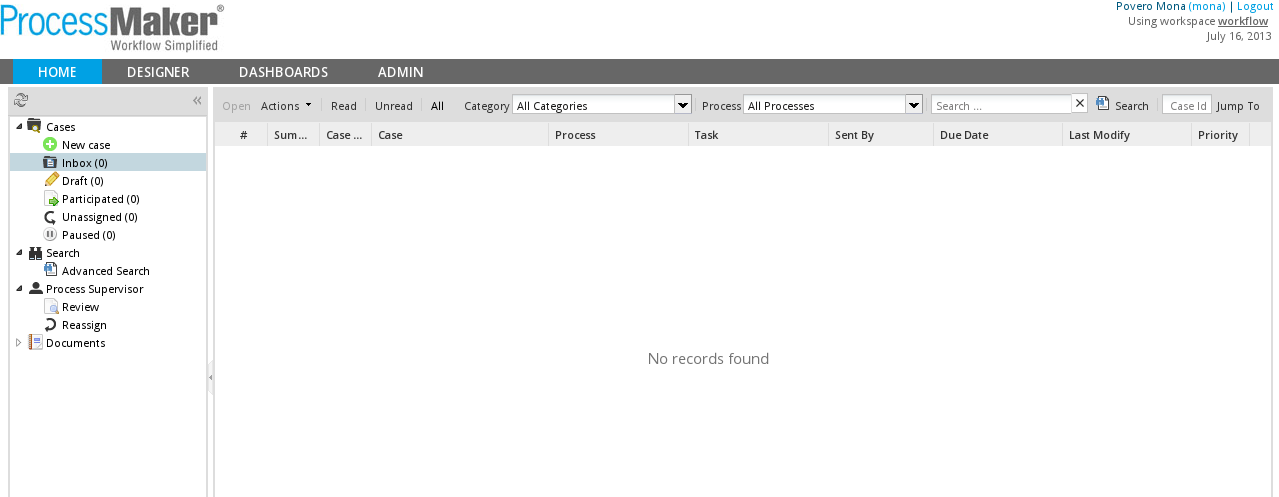 ProcessMaker®
Workflow Simplified
Povero Mona (mona) | Logout
Using workspace workflow
July 16, 2013
HOME DESIGNER DASHBOARDS ADMIN
Open Actions Read Unread All Category All Categories Process All Processes Search ... Search Case Id Jump To
# Sum... Case ... Case Process Task Sent By Due Date Last Modify Priority
Cases
New case
Inbox (0)
Draft (0)
Participated (0)
Unassigned (0)
Paused (0)
Search
Advanced Search
Process Supervisor
Review
Reassign
Documents
No records found